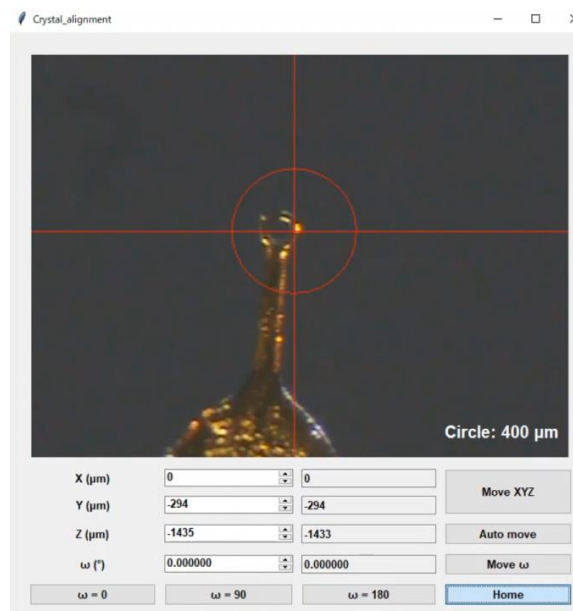 Crystal_alignment
Circle: 400 µm
X (µm) 0 0
Move XYZ
Y (µm) -294 -294
Z (µm) -1435 -1433 Auto move
ω (°) 0.000000 0.000000 Move ω
ω = 0 ω = 90 ω = 180 Home